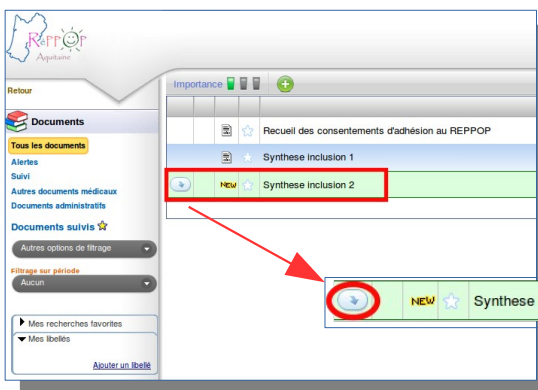 RéPPOP
Aquitaine
Retour
Importance
Documents
Tous les documents
Alertes
Suivi
Autres documents médicaux
Documents administratifs
Documents suivis
Autres options de filtrage
Filtrage sur période
Aucun
Mes recherches favorites
Mes libellés
Ajouter un libellé
Recueil des consentements d'adhésion au REPPOP
Synthese inclusion 1
NEW Synthese inclusion 2
NEW Synthese